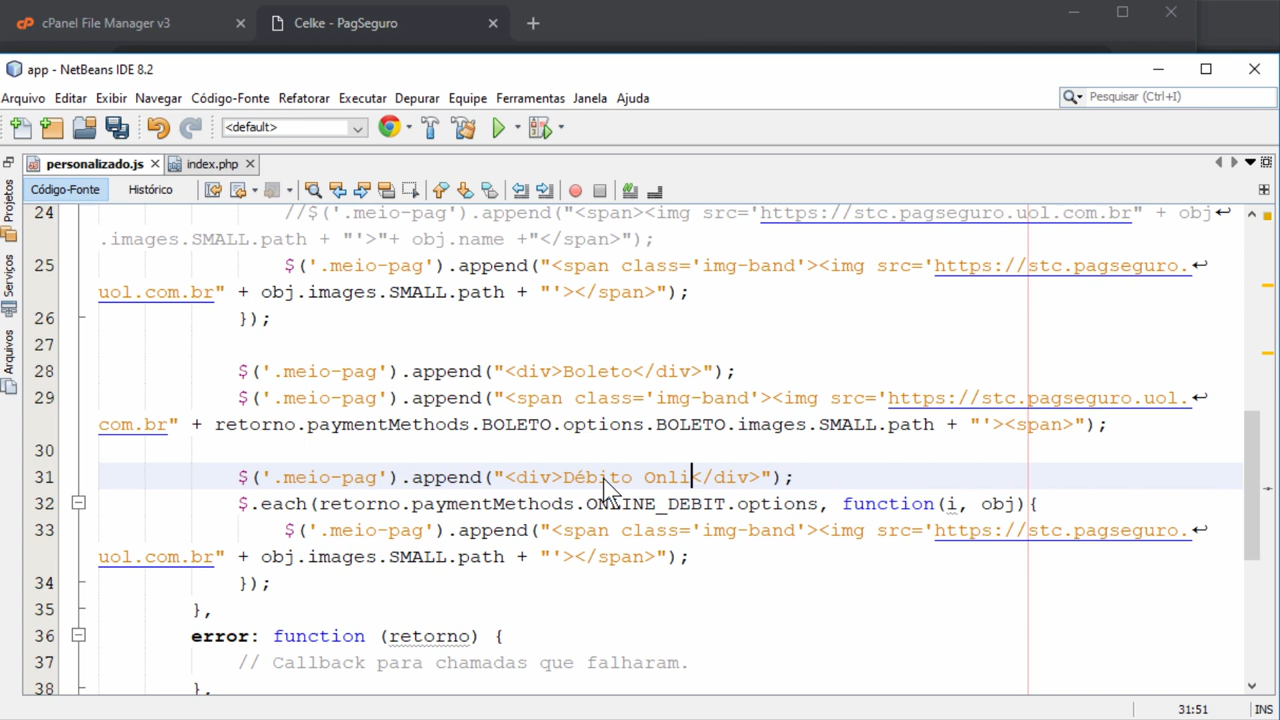 cPanel File Manager v3
Celke - PagSeguro
app - NetBeans IDE 8.2
Arquivo Editar Exibir Navegar Código-Fonte Refatorar Executar Depurar Equipe Ferramentas Janela Ajuda
Pesquisar (Ctrl+I)
<default>
personalizado.js index.php
Projetos
Serviços
Arquivos
Código-Fonte Histórico
24 //$('.meio-pag').append("<span><img src='https://stc.pagseguro.uol.com.br" + obj
.images.SMALL.path + "'>"+ obj.name +"</span>");
25 $('.meio-pag').append("<span class='img-band'><img src='https://stc.pagseguro.
uol.com.br" + obj.images.SMALL.path + "'></span>");
26 });
27
28 $('.meio-pag').append("<div>Boleto</div>");
29 $('.meio-pag').append("<span class='img-band'><img src='https://stc.pagseguro.uol.
com.br" + retorno.paymentMethods.BOLETO.options.BOLETO.images.SMALL.path + "'><span>");
30
31 $('.meio-pag').append("<div>Débito Onli</div>");
32 $.each(retorno.paymentMethods.ONLINE_DEBIT.options, function(i, obj){
33 $('.meio-pag').append("<span class='img-band'><img src='https://stc.pagseguro.
uol.com.br" + obj.images.SMALL.path + "'></span>");
34 });
35 },
36 error: function (retorno) {
37 // Callback para chamadas que falharam.
38 },
31:51 INS